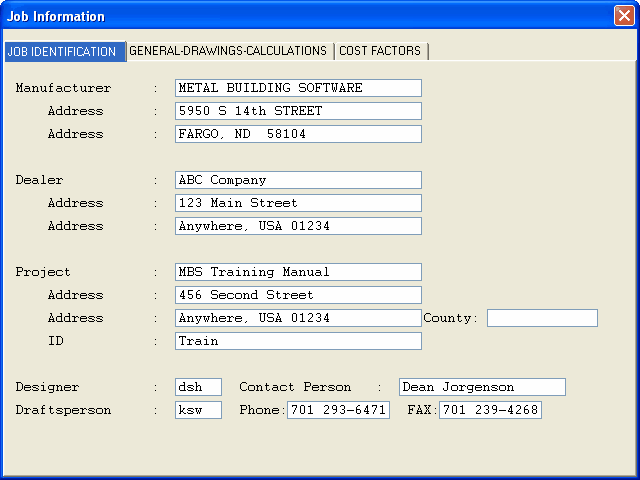 Job Information
JOB IDENTIFICATION GENERAL-DRAWINGS-CALCULATIONS COST FACTORS
Manufacturer : METAL BUILDING SOFTWARE
Address : 5950 S 14th STREET
Address : FARGO, ND 58104
Dealer : ABC Company
Address : 123 Main Street
Address : Anywhere, USA 01234
Project : MBS Training Manual
Address : 456 Second Street
Address : Anywhere, USA 01234 County:
ID : Train
Designer : dsh Contact Person : Dean Jorgenson
Draftsperson : ksw Phone: 701 293-6471 FAX: 701 239-4268